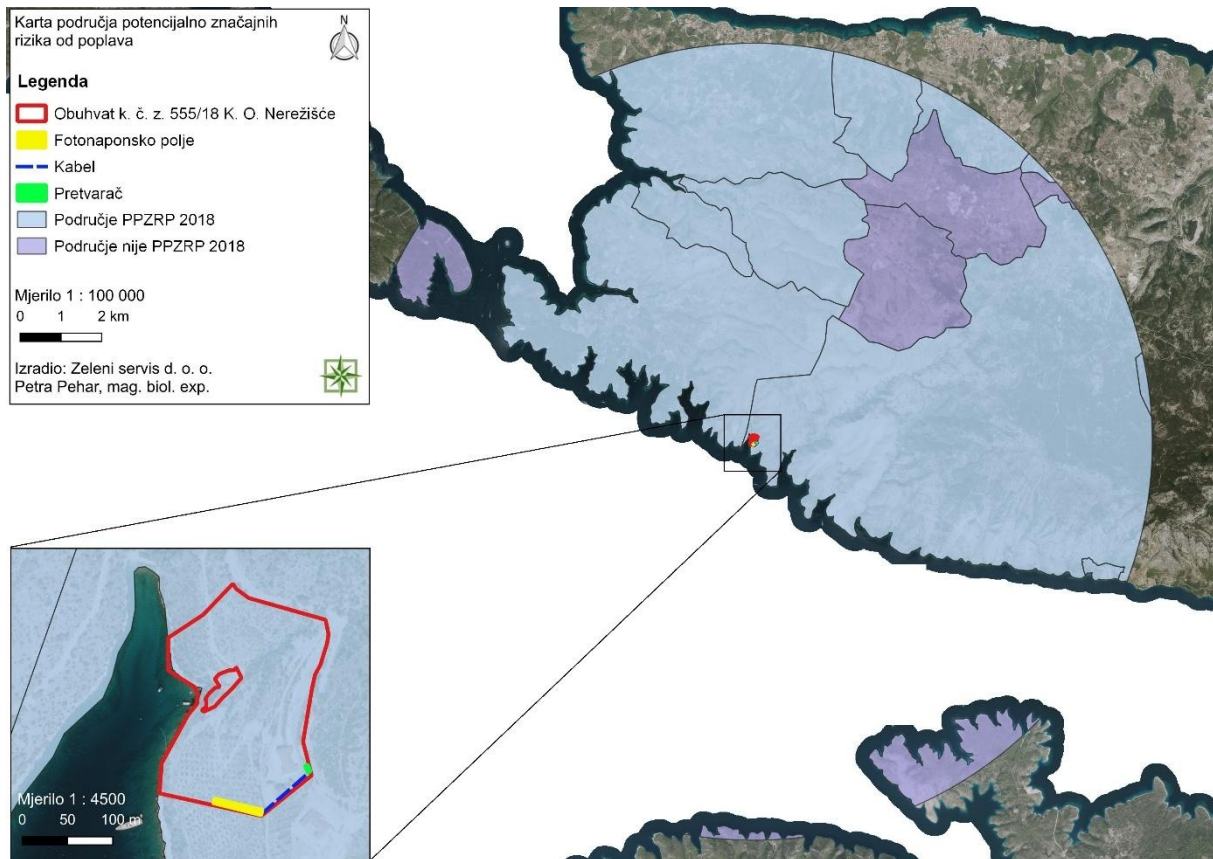 Karta područja potencijalno značajnih
rizika od poplava
N
Legenda
Obuhvat k. č. z. 555/18 K. O. Nerežišće
Fotonaponsko polje
Kabel
Pretvarač
Područje PPZRP 2018
Područje nije PPZRP 2018
Mjerilo 1 : 100 000
0 1 2 km
Izradio: Zeleni servis d. o. o.
Petra Pehar, mag. biol. exp.
Mjerilo 1 : 4500
0 50 100 m